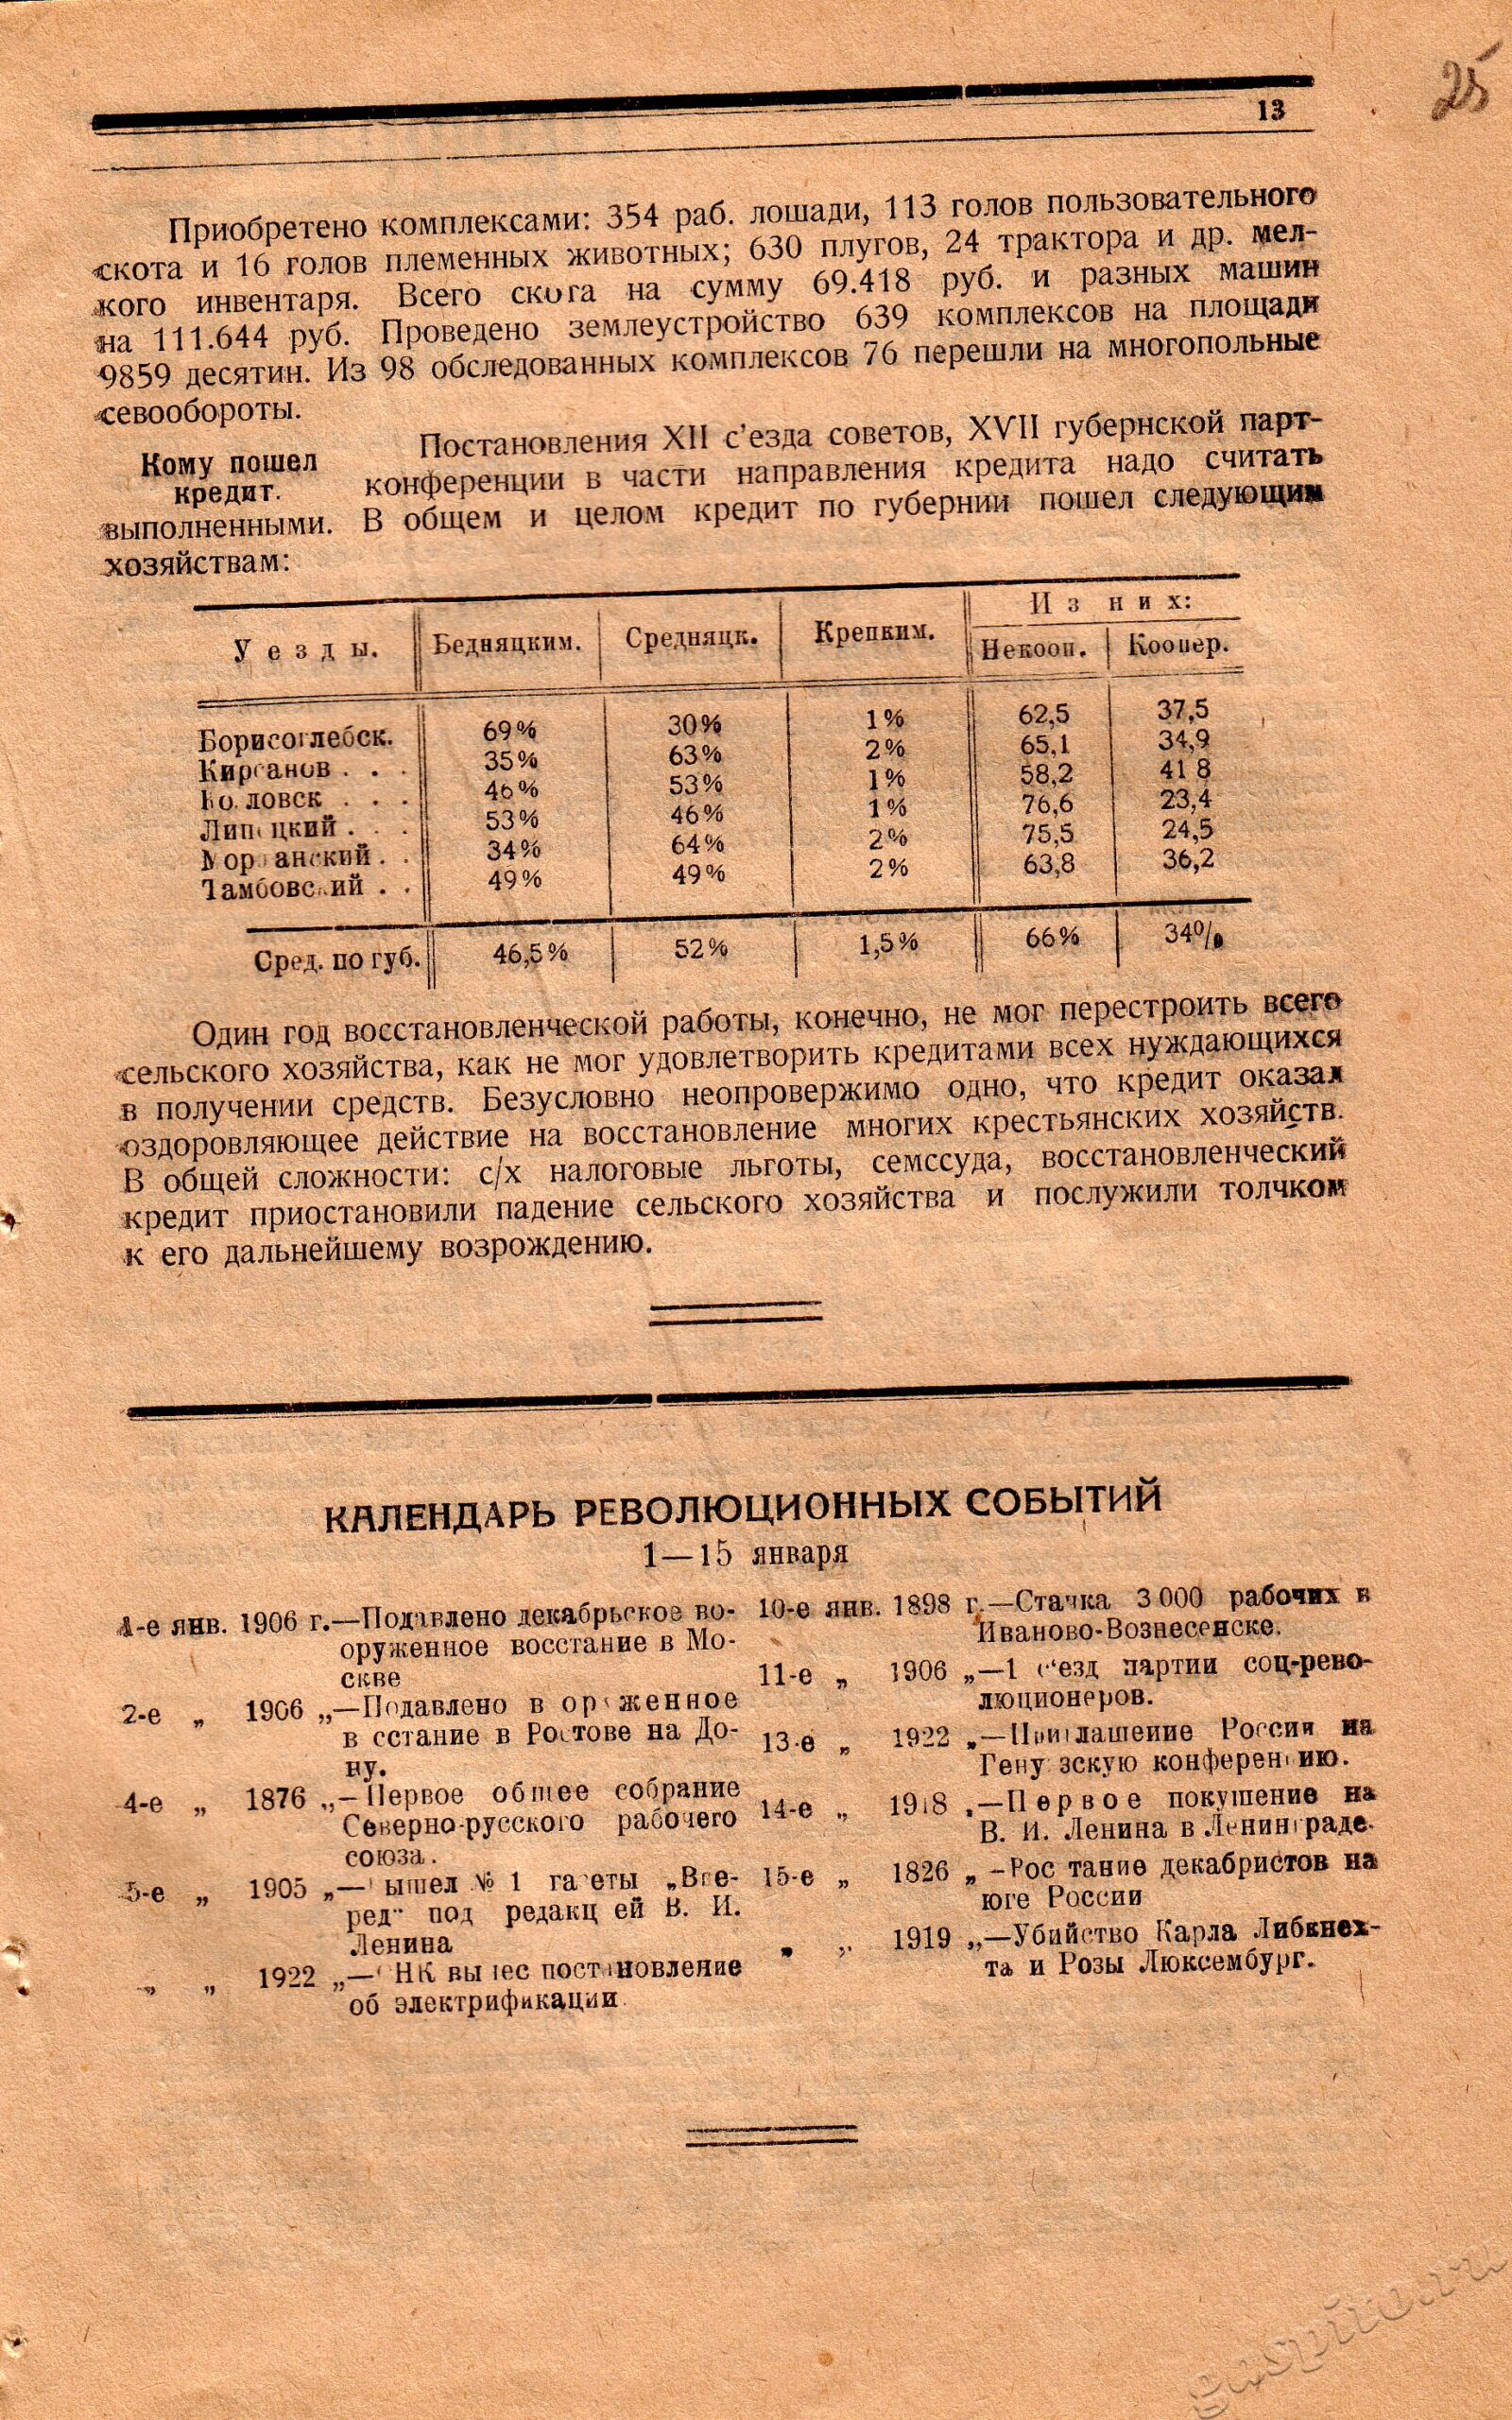 25
13
Приобретено комплексами: 354 раб. лошади, 113 голов пользовательного
скота и 16 голов племенных животных; 630 плугов, 24 трактора и др. мел-
кого инвентаря. Всего скота на сумму 69.418 руб. и разных машин
на 111.644 руб. Проведено землеустройство 639 комплексов на площади
9859 десятин. Из 98 обследованных комплексов 76 перешли на многопольные
севообороты.
Кому пошел
кредит.
Постановления XII с'езда советов, XVII губернской парт-
конференции в части направления кредита надо считать
выполненными. В общем и целом кредит по губернии пошел следующим
хозяйствам:
Уезды. Бедняцким. Средняцк. Крепким. Из них:
Некооп. Коопер.
Борисоглебск. 69% 30% 1% 62,5 37,5
Кирсанов . . . 35% 63% 2% 65,1 34,9
Козловск . . . 46% 53% 1% 58,2 41 8
Липецкий . . . 53% 46% 1% 76,6 23,4
Моршанский . . 34% 64% 2% 75,5 24,5
Тамбовский . . 49% 49% 2% 63,8 36,2
Сред. по губ. 46,5% 52% 1,5% 66% 34%
Один год восстановленческой работы, конечно, не мог перестроить всего
сельского хозяйства, как не мог удовлетворить кредитами всех нуждающихся
в получении средств. Безусловно неопровержимо одно, что кредит оказал
оздоровляющее действие на восстановление многих крестьянских хозяйств.
В общей сложности: с/х налоговые льготы, семссуда, восстановленческий
кредит приостановили падение сельского хозяйства и послужили толчком
к его дальнейшему возрождению.
КАЛЕНДАРЬ РЕВОЛЮЦИОННЫХ СОБЫТИЙ
1—15 января
1-е янв. 1906 г.—Подавлено декабрьское во-
оруженное восстание в Мо-
скве
2-е „ 1906 „—Подавлено вооруженное
восстание в Ростове на До-
ну.
4-е „ 1876 „—Первое общее собрание
Северно-русского рабочего
союза.
5-е „ 1905 „—Вышел № 1 газеты „Впе-
ред“ под редакцией В. И.
Ленина
„ „ 1922 „—СНК вынес постановление
об электрификации
10-е янв. 1898 г.—Стачка 3 000 рабочих в
Иваново-Вознесенске.
11-е „ 1906 „—1 с‘езд партии соц-рево-
люционеров.
13-е „ 1922 „—Приглашение России на
Генуэзскую конференцию.
14-е „ 1918 „—Первое покушение на
В. И. Ленина в Ленинграде.
15-е „ 1826 „—Восстание декабристов на
юге России
„ „ 1919 „—Убийство Карла Либкнех-
та и Розы Люксембург.
gaspito.ru